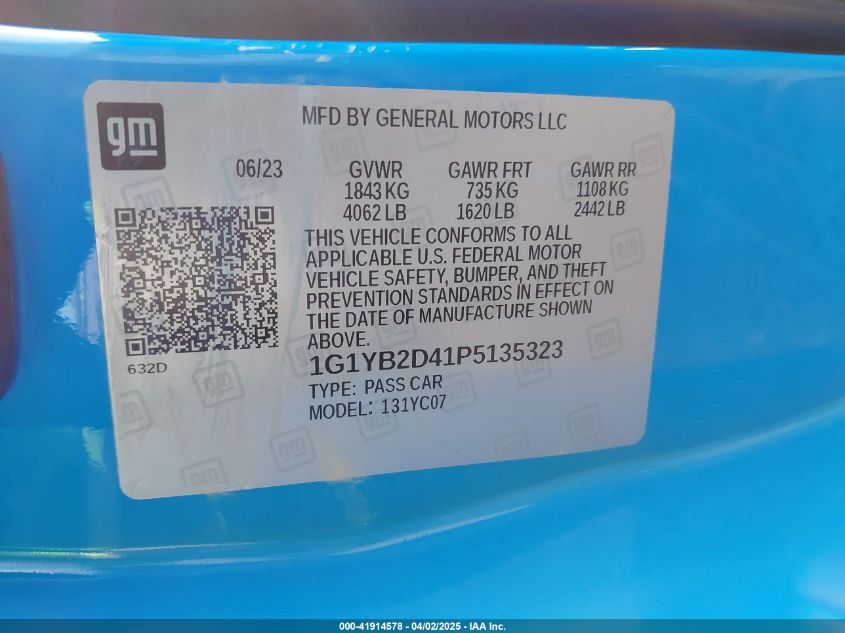 gm
MFD BY GENERAL MOTORS LLC
06/23 GVWR GAWR FRT GAWR RR
1843 KG 735 KG 1108 KG
4062 LB 1620 LB 2442 LB
THIS VEHICLE CONFORMS TO ALL
APPLICABLE U.S. FEDERAL MOTOR
VEHICLE SAFETY, BUMPER, AND THEFT
PREVENTION STANDARDS IN EFFECT ON
THE DATE OF MANUFACTURE SHOWN
ABOVE.
632D
1G1YB2D41P5135323
TYPE: PASS CAR
MODEL: 131YC07
000-41914578 - 04/02/2025 - IAA Inc.